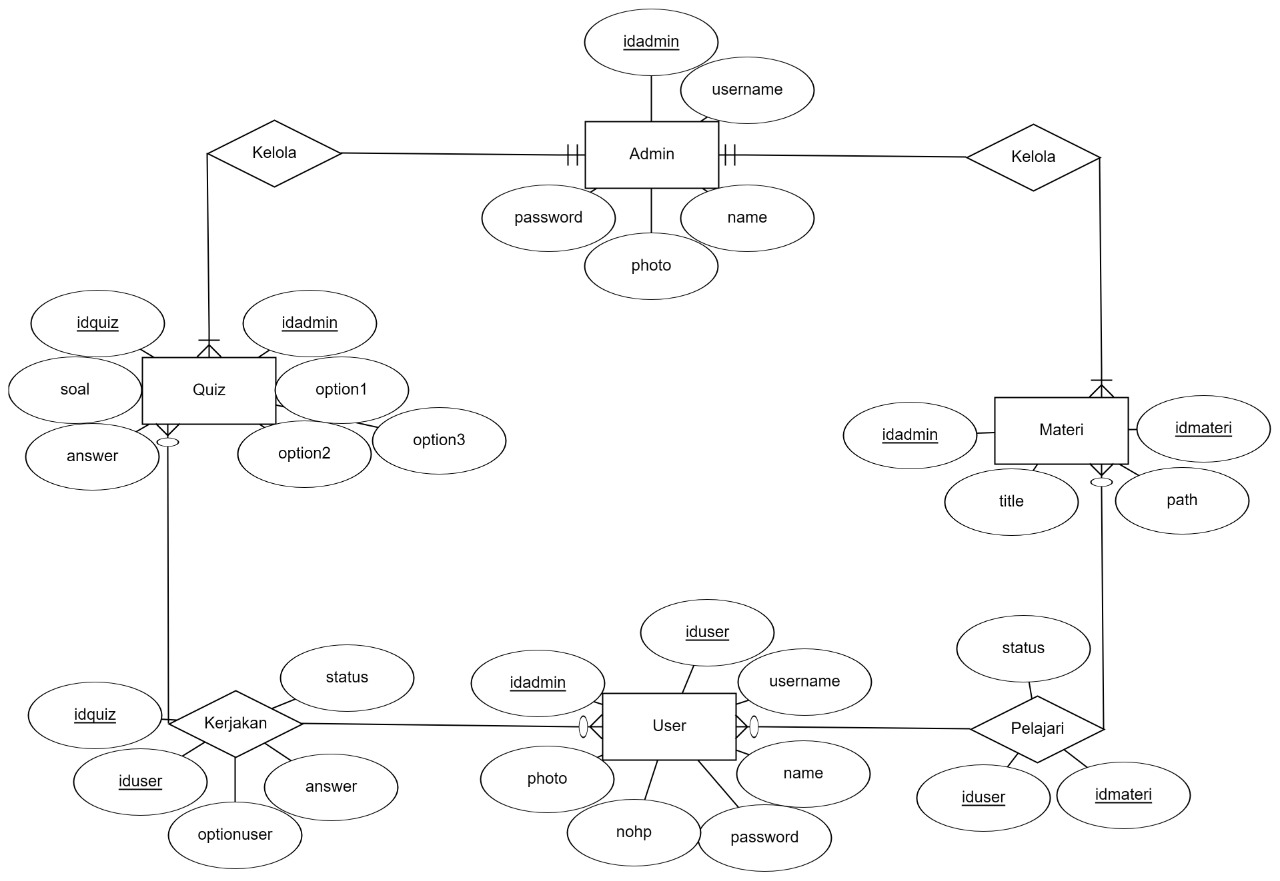 idadmin
username
Kelola
Admin
Kelola
password
name
photo
idquiz
idadmin
soal
Quiz
option1
answer
option2
option3
idadmin
Materi
idmateri
title
path
iduser
status
status
idadmin
username
idquiz
Kerjakan
User
Pelajari
iduser
answer
photo
name
iduser
idmateri
optionuser
nohp
password